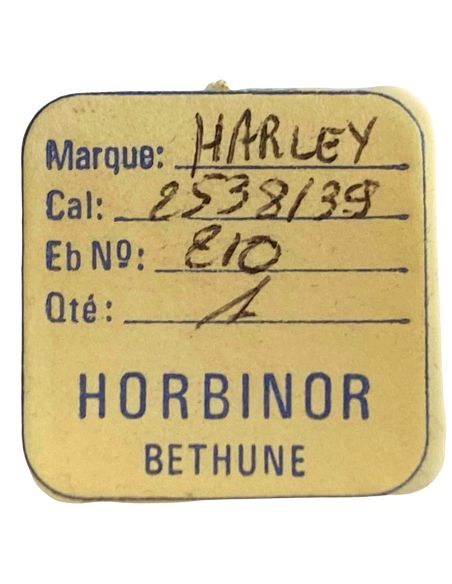 Marque: HARLEY
Cal: 2538/39
Eb Nº: 810
Qté: 1
HORBINOR
BETHUNE